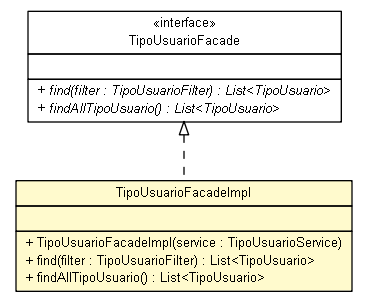 «interface»
TipoUsuarioFacade
+ find(filter : TipoUsuarioFilter) : List<TipoUsuario>
+ findAllTipoUsuario() : List<TipoUsuario>
TipoUsuarioFacadeImpl
+ TipoUsuarioFacadeImpl(service : TipoUsuarioService)
+ find(filter : TipoUsuarioFilter) : List<TipoUsuario>
+ findAllTipoUsuario() : List<TipoUsuario>